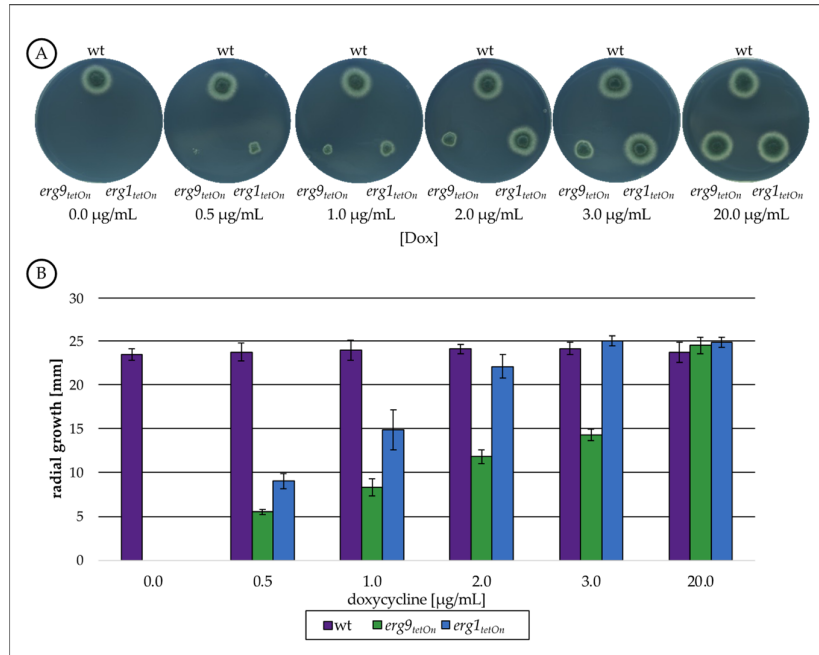 A
wt wt wt wt wt wt
erg9tetOn erg1tetOn erg9tetOn erg1tetOn erg9tetOn erg1tetOn erg9tetOn erg1tetOn erg9tetOn erg1tetOn erg9tetOn erg1tetOn
0.0 µg/mL 0.5 µg/mL 1.0 µg/mL 2.0 µg/mL 3.0 µg/mL 20.0 µg/mL
[Dox]
B
radial growth [mm]
30
25
20
15
10
5
0
0.0 0.5 1.0 2.0 3.0 20.0
doxycycline [µg/mL]
wt erg9tetOn erg1tetOn